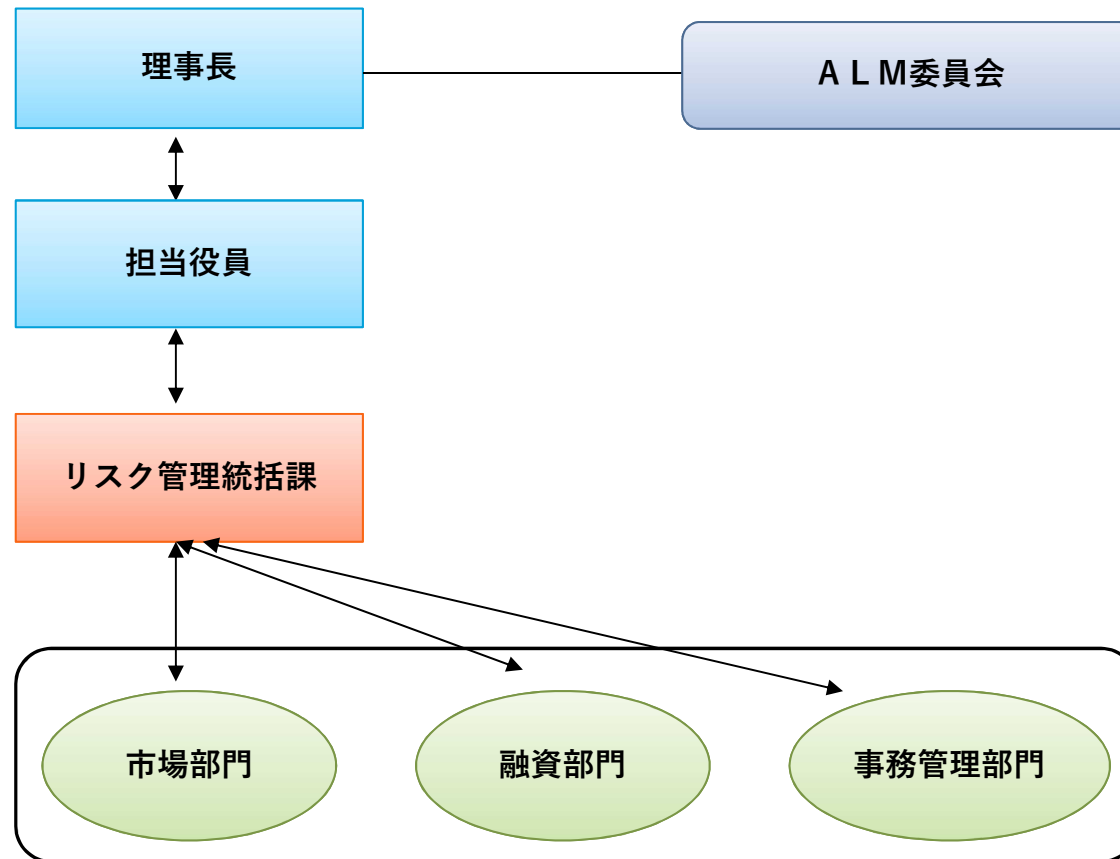 理事長
ＡＬＭ委員会
担当役員
リスク管理統括課
市場部門
融資部門
事務管理部門